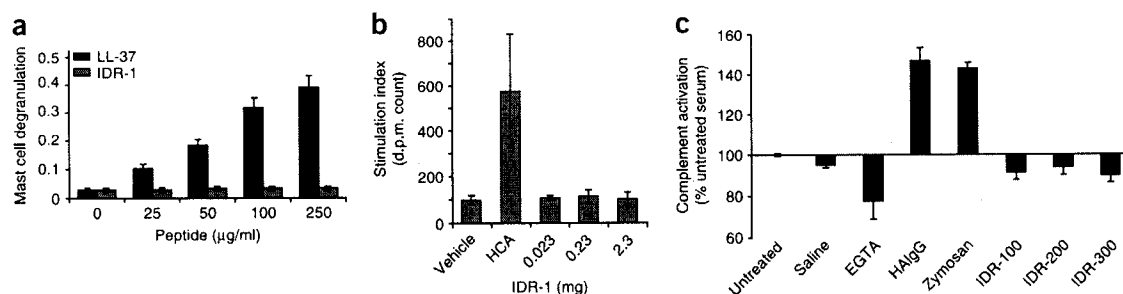 a
LL-37
IDR-1
Mast cell degranulation
0.5
0.4
0.3
0.2
0.1
0
0 25 50 100 250
Peptide (µg/ml)
b
Stimulation index
(d.p.m. count)
800
600
400
200
100
0
Vehicle HCA 0.023 0.23 2.3
IDR-1 (mg)
c
Complement activation
(% untreated serum)
160
140
120
100
80
60
Untreated Saline EGTA HAIgG Zymosan IDR-100 IDR-200 IDR-300